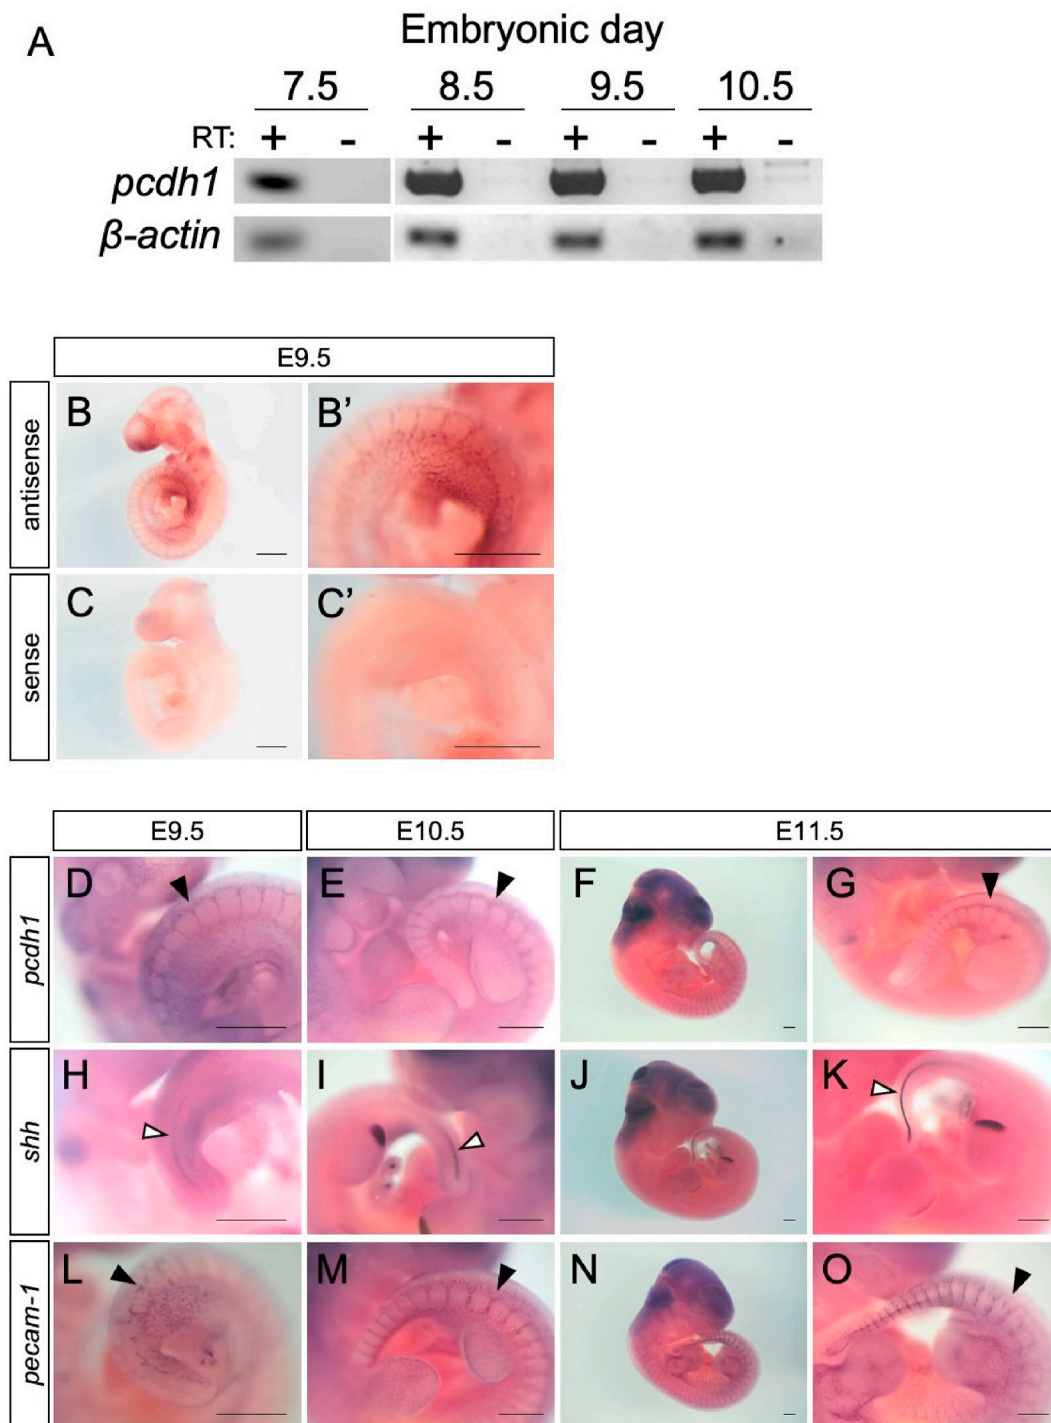 A
Embryonic day
7.5 8.5 9.5 10.5
RT: + - + - + - + -
pcdh1
β-actin
E9.5
antisense
B B’
sense
C C’
E9.5 E10.5 E11.5
pcdh1
D E F G
shh
H I J K
pecam-1
L M N O